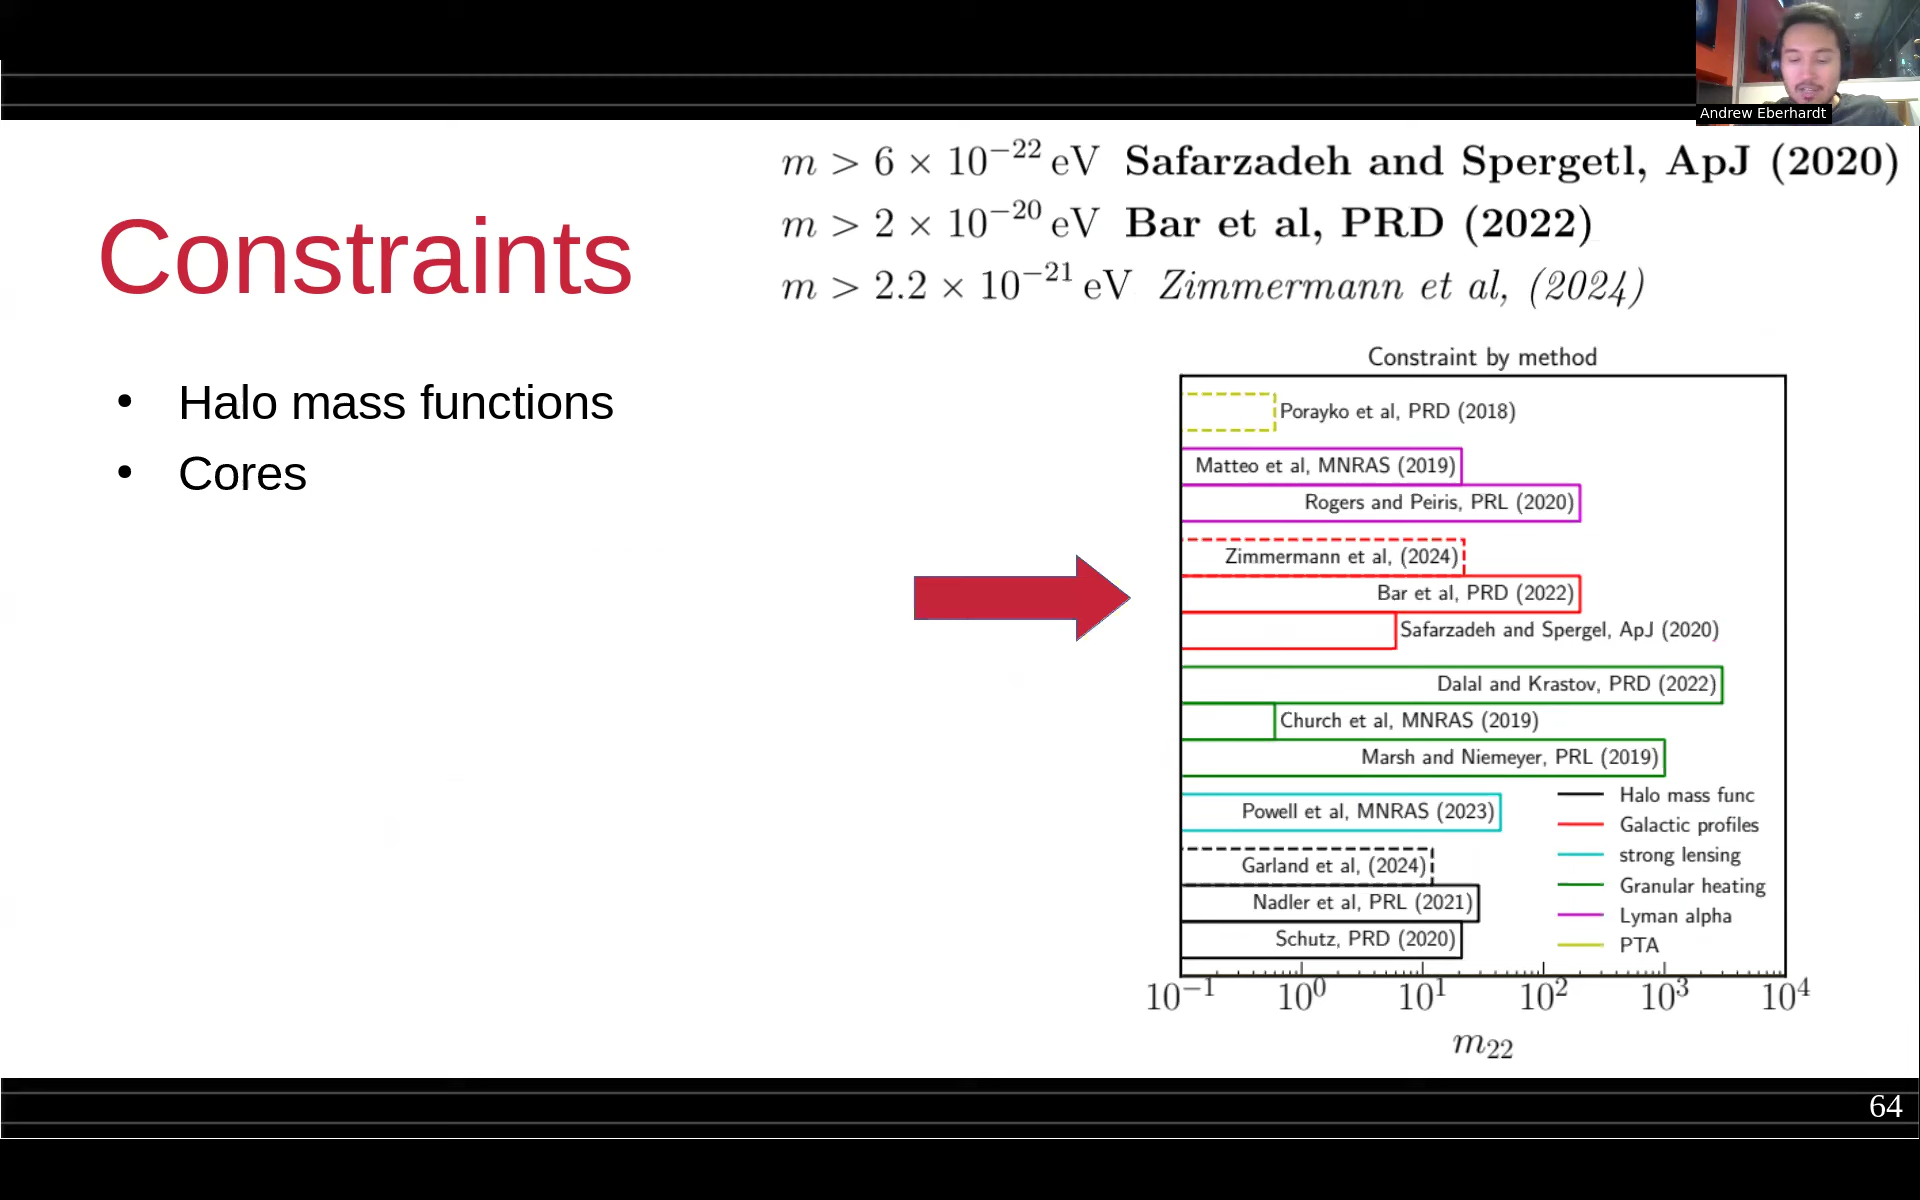 Andrew Eberhardt
m > 6 × 10⁻²² eV Safarzadeh and Spergetl, ApJ (2020)
m > 2 × 10⁻²⁰ eV Bar et al, PRD (2022)
m > 2.2 × 10⁻²¹ eV Zimmermann et al, (2024)
Constraints
• Halo mass functions
• Cores
Constraint by method
Porayko et al, PRD (2018)
Matteo et al, MNRAS (2019)
Rogers and Peiris, PRL (2020)
Zimmermann et al, (2024)
Bar et al, PRD (2022)
Safarzadeh and Spergel, ApJ (2020)
Dalal and Krastov, PRD (2022)
Church et al, MNRAS (2019)
Marsh and Niemeyer, PRL (2019)
Powell et al, MNRAS (2023)
Garland et al, (2024)
Nadler et al, PRL (2021)
Schutz, PRD (2020)
Halo mass func
Galactic profiles
strong lensing
Granular heating
Lyman alpha
PTA
10⁻¹ 10⁰ 10¹ 10² 10³ 10⁴
m₂₂
64